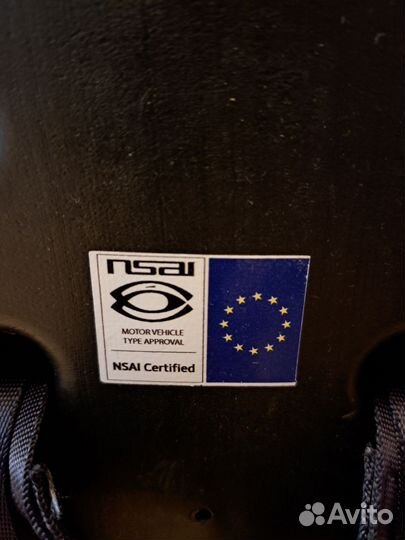 nsai
MOTOR VEHICLE
TYPE APPROVAL
NSAI Certified
Avito